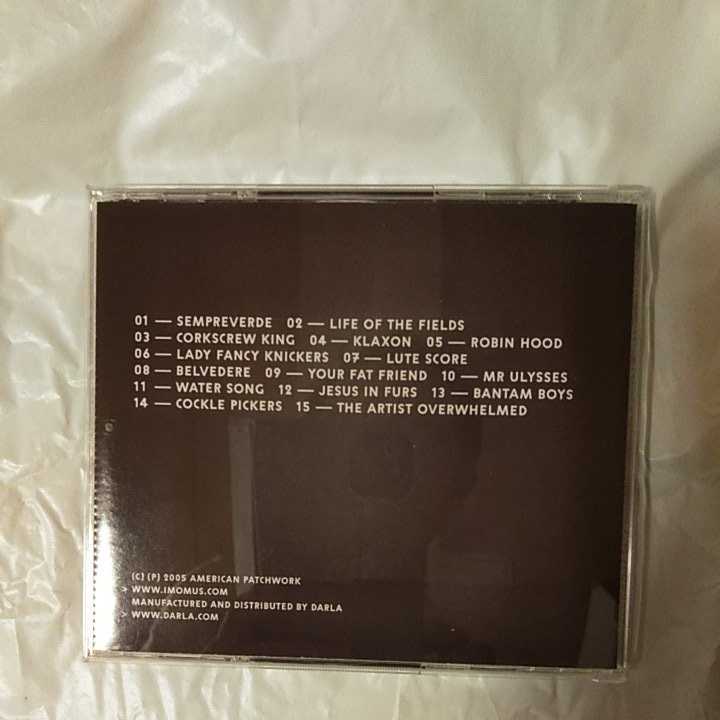 01 — SEMPREVERDE 02 — LIFE OF THE FIELDS
03 — CORKSCREW KING 04 — KLAXON 05 — ROBIN HOOD
06 — LADY FANCY KNICKERS 07 — LUTE SCORE
08 — BELVEDERE 09 — YOUR FAT FRIEND 10 — MR ULYSSES
11 — WATER SONG 12 — JESUS IN FURS 13 — BANTAM BOYS
14 — COCKLE PICKERS 15 — THE ARTIST OVERWHELMED
(C) (P) 2005 AMERICAN PATCHWORK
> WWW.IMOMUS.COM
MANUFACTURED AND DISTRIBUTED BY DARLA
> WWW.DARLA.COM